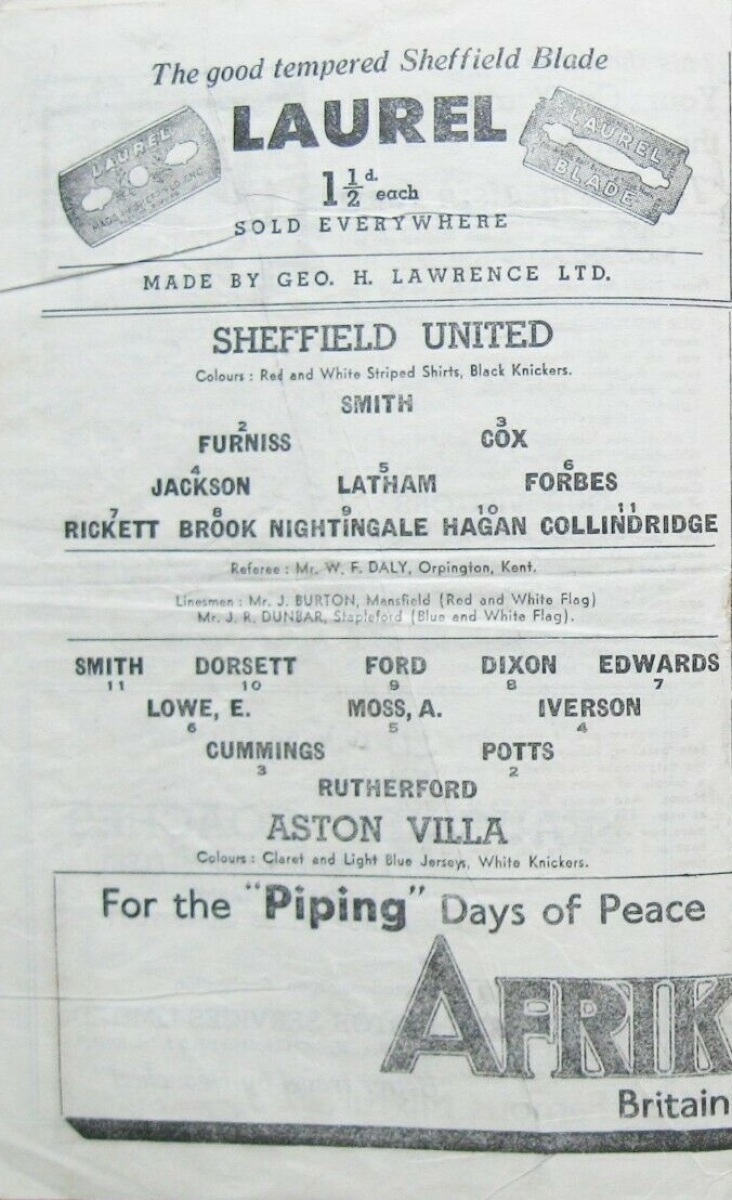 The good tempered Sheffield Blade
LAUREL
LAUREL
LAUREL
BLADE
1½d. each
SOLD EVERYWHERE
MADE BY GEO. H. LAWRENCE LTD.
SHEFFIELD UNITED
Colours : Red and White Striped Shirts, Black Knickers.
SMITH
2 3
FURNISS COX
4 5 6
JACKSON LATHAM FORBES
7 8 9 10 11
RICKETT BROOK NIGHTINGALE HAGAN COLLINDRIDGE
Referee : Mr. W. F. DALY, Orpington, Kent.
Linesmen : Mr. J. BURTON, Mansfield (Red and White Flag)
Mr. J. R. DUNBAR, Stapleford (Blue and White Flag).
SMITH DORSETT FORD DIXON EDWARDS
11 10 9 8 7
LOWE, E. MOSS, A. IVERSON
6 5 4
CUMMINGS POTTS
3 2
RUTHERFORD
ASTON VILLA
Colours : Claret and Light Blue Jerseys, White Knickers.
For the "Piping" Days of Peace
AFRIK
Britain